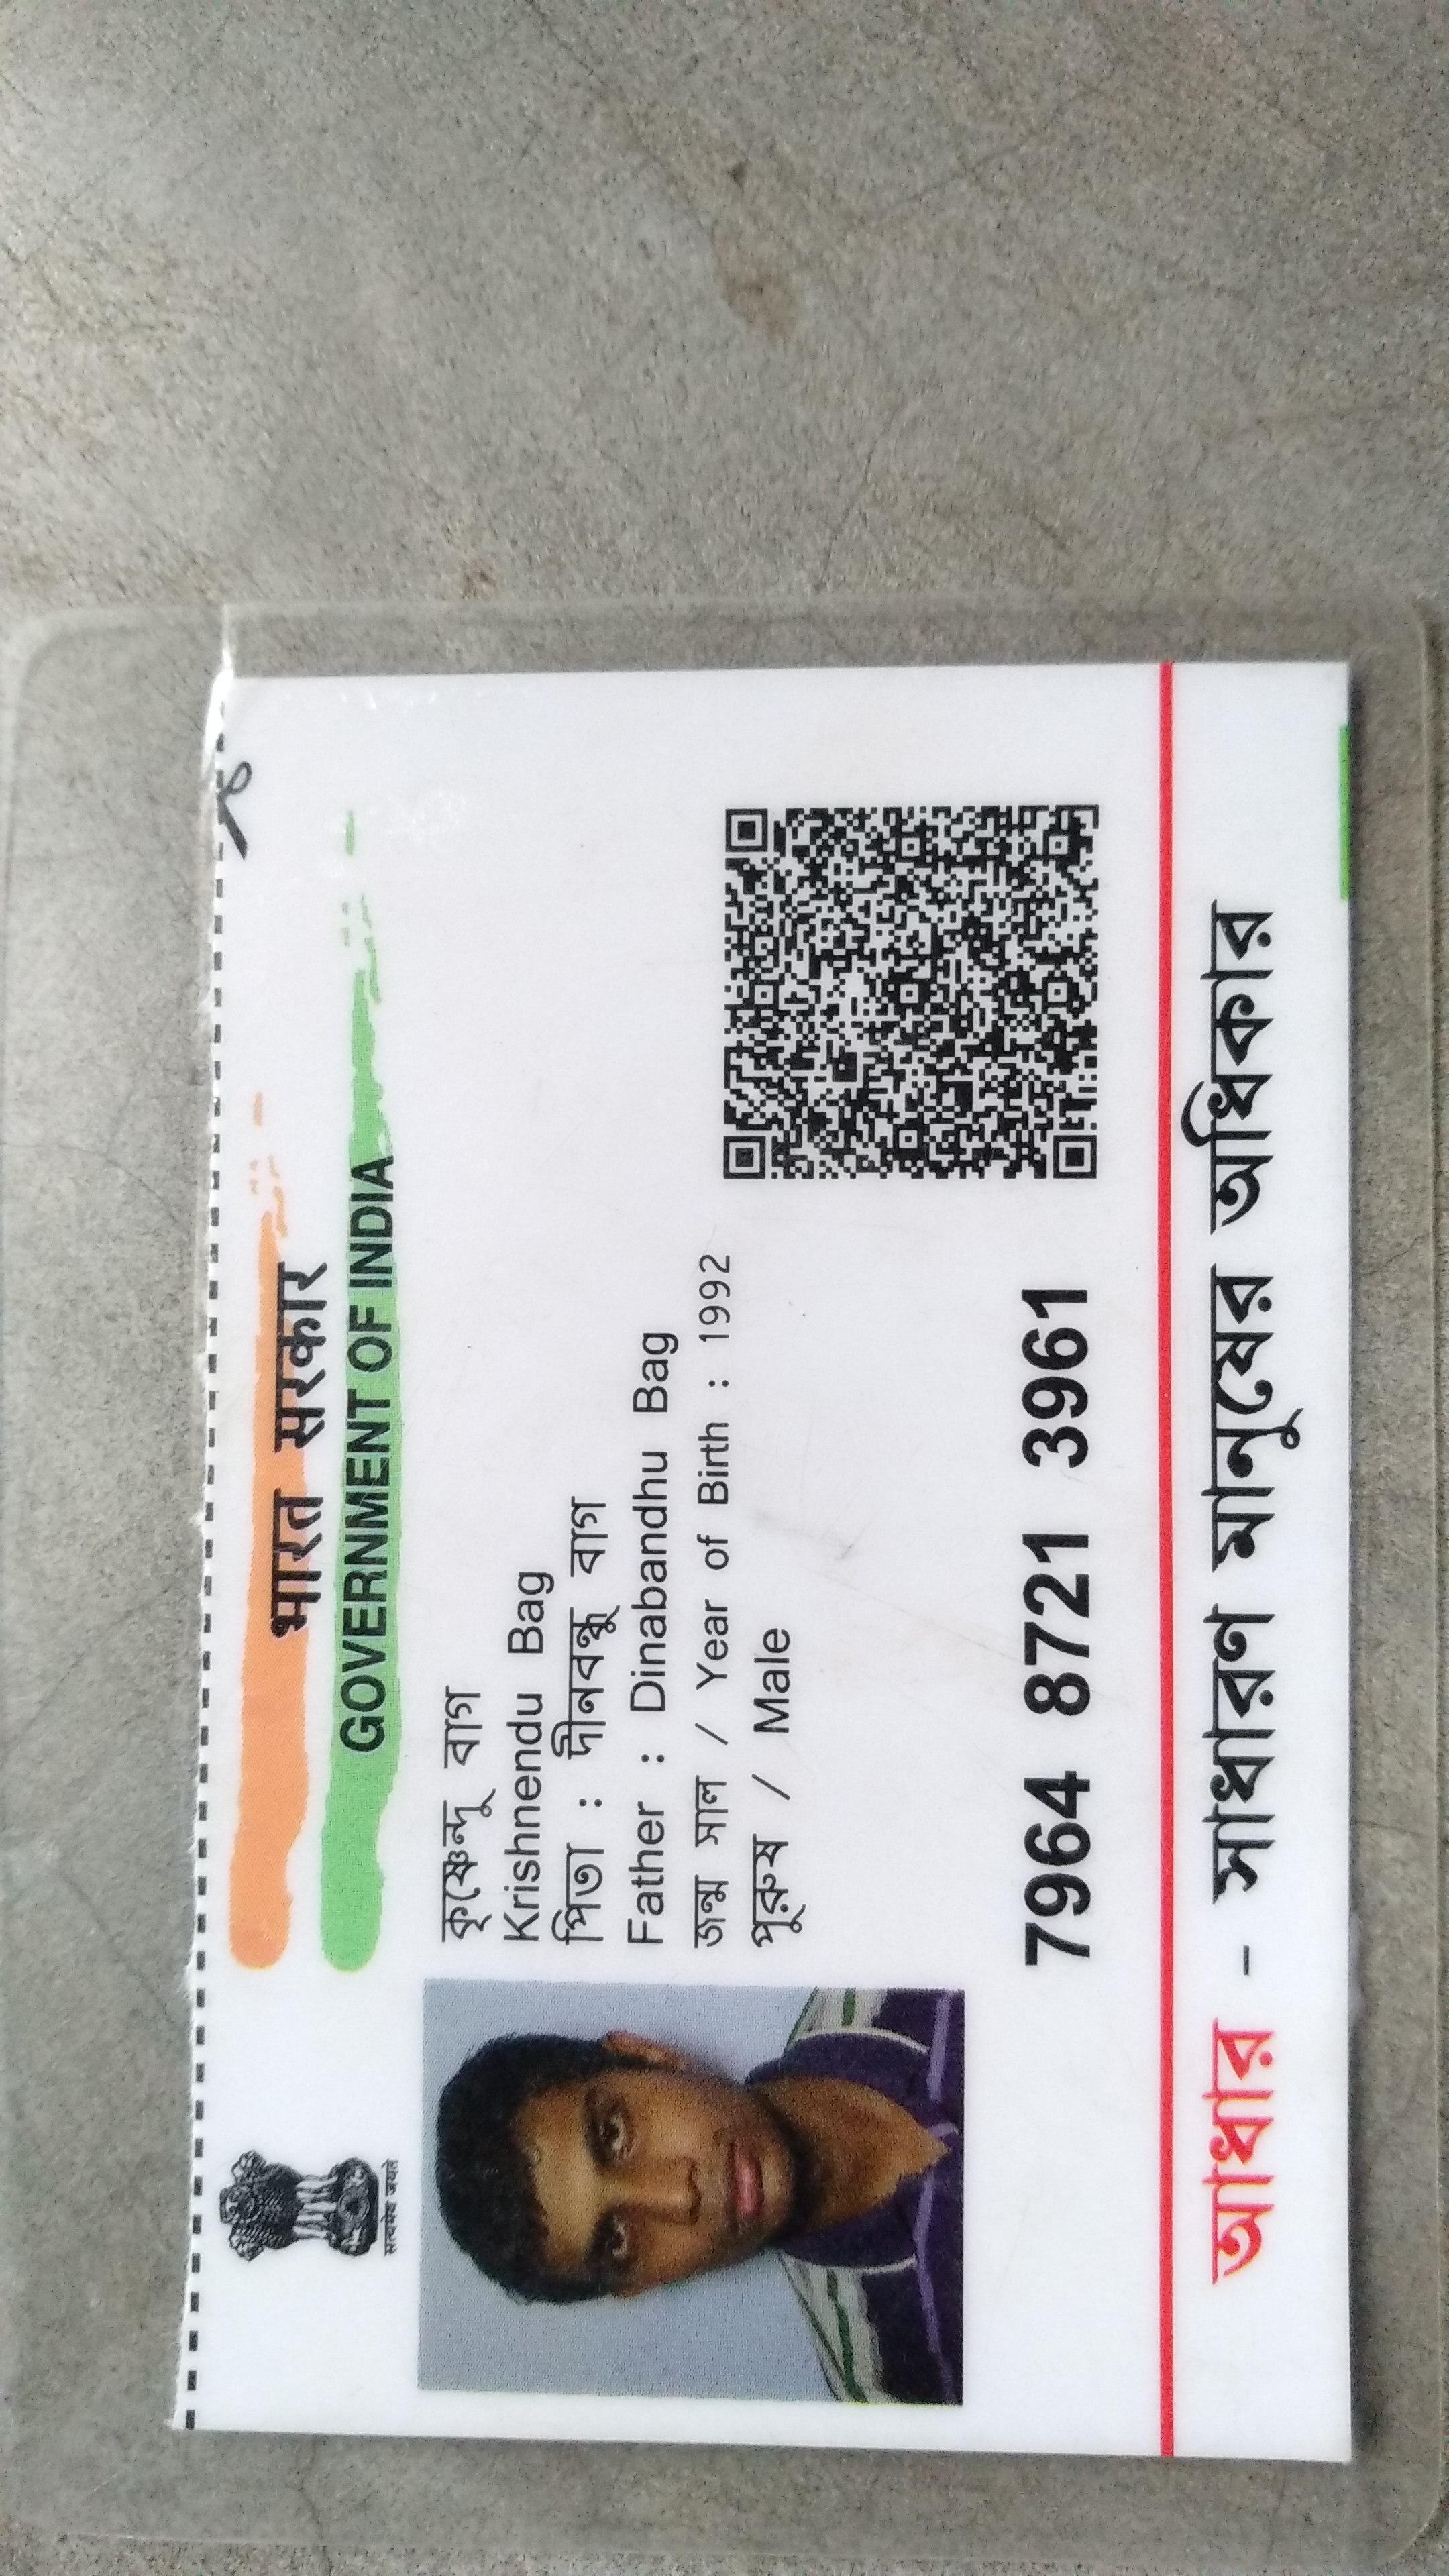 भारत सरकार
GOVERNMENT OF INDIA
सत्यमेव जयते
কৃষ্ণেন্দু বাগ
Krishnendu Bag
পিতা : দীনবন্ধু বাগ
Father : Dinabandhu Bag
জন্ম সাল / Year of Birth : 1992
পুরুষ / Male
7964 8721 3961
আধার - সাধারণ মানুষের অধিকার